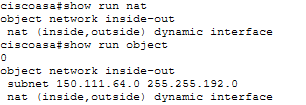 ciscoasa#show run nat
object network inside-out
 nat (inside,outside) dynamic interface
ciscoasa#show run object
0
object network inside-out
 subnet 150.111.64.0 255.255.192.0
 nat (inside,outside) dynamic interface